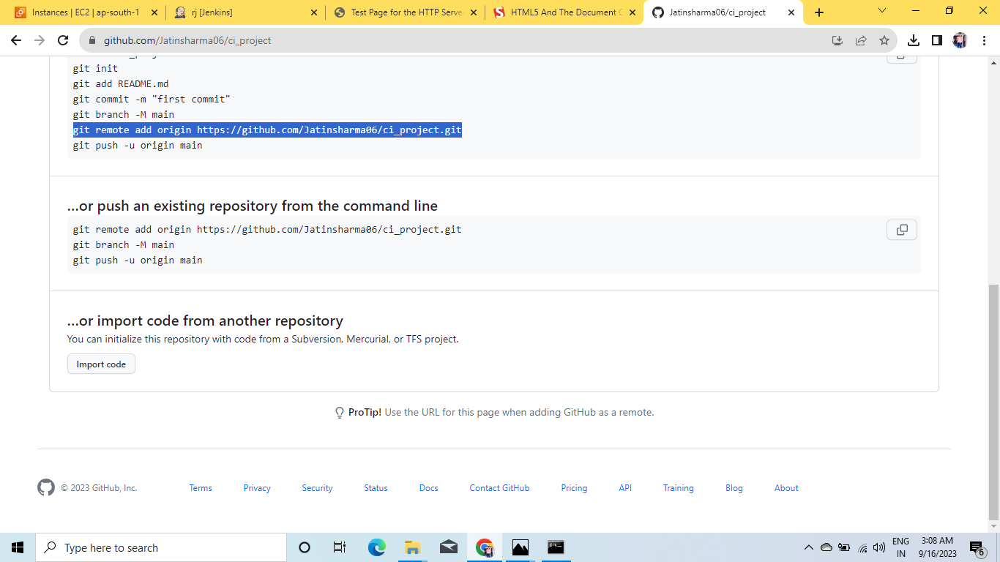 Instances | EC2 | ap-south-1
rj [Jenkins]
Test Page for the HTTP Serve
HTML5 And The Document
Jatinsharma06/ci_project
github.com/Jatinsharma06/ci_project
git init
git add README.md
git commit -m "first commit"
git branch -M main
git remote add origin https://github.com/Jatinsharma06/ci_project.git
git push -u origin main
…or push an existing repository from the command line
git remote add origin https://github.com/Jatinsharma06/ci_project.git
git branch -M main
git push -u origin main
…or import code from another repository
You can initialize this repository with code from a Subversion, Mercurial, or TFS project.
Import code
ProTip! Use the URL for this page when adding GitHub as a remote.
© 2023 GitHub, Inc.
Terms
Privacy
Security
Status
Docs
Contact GitHub
Pricing
API
Training
Blog
About
Type here to search
ENG
IN
3:08 AM
9/16/2023
6